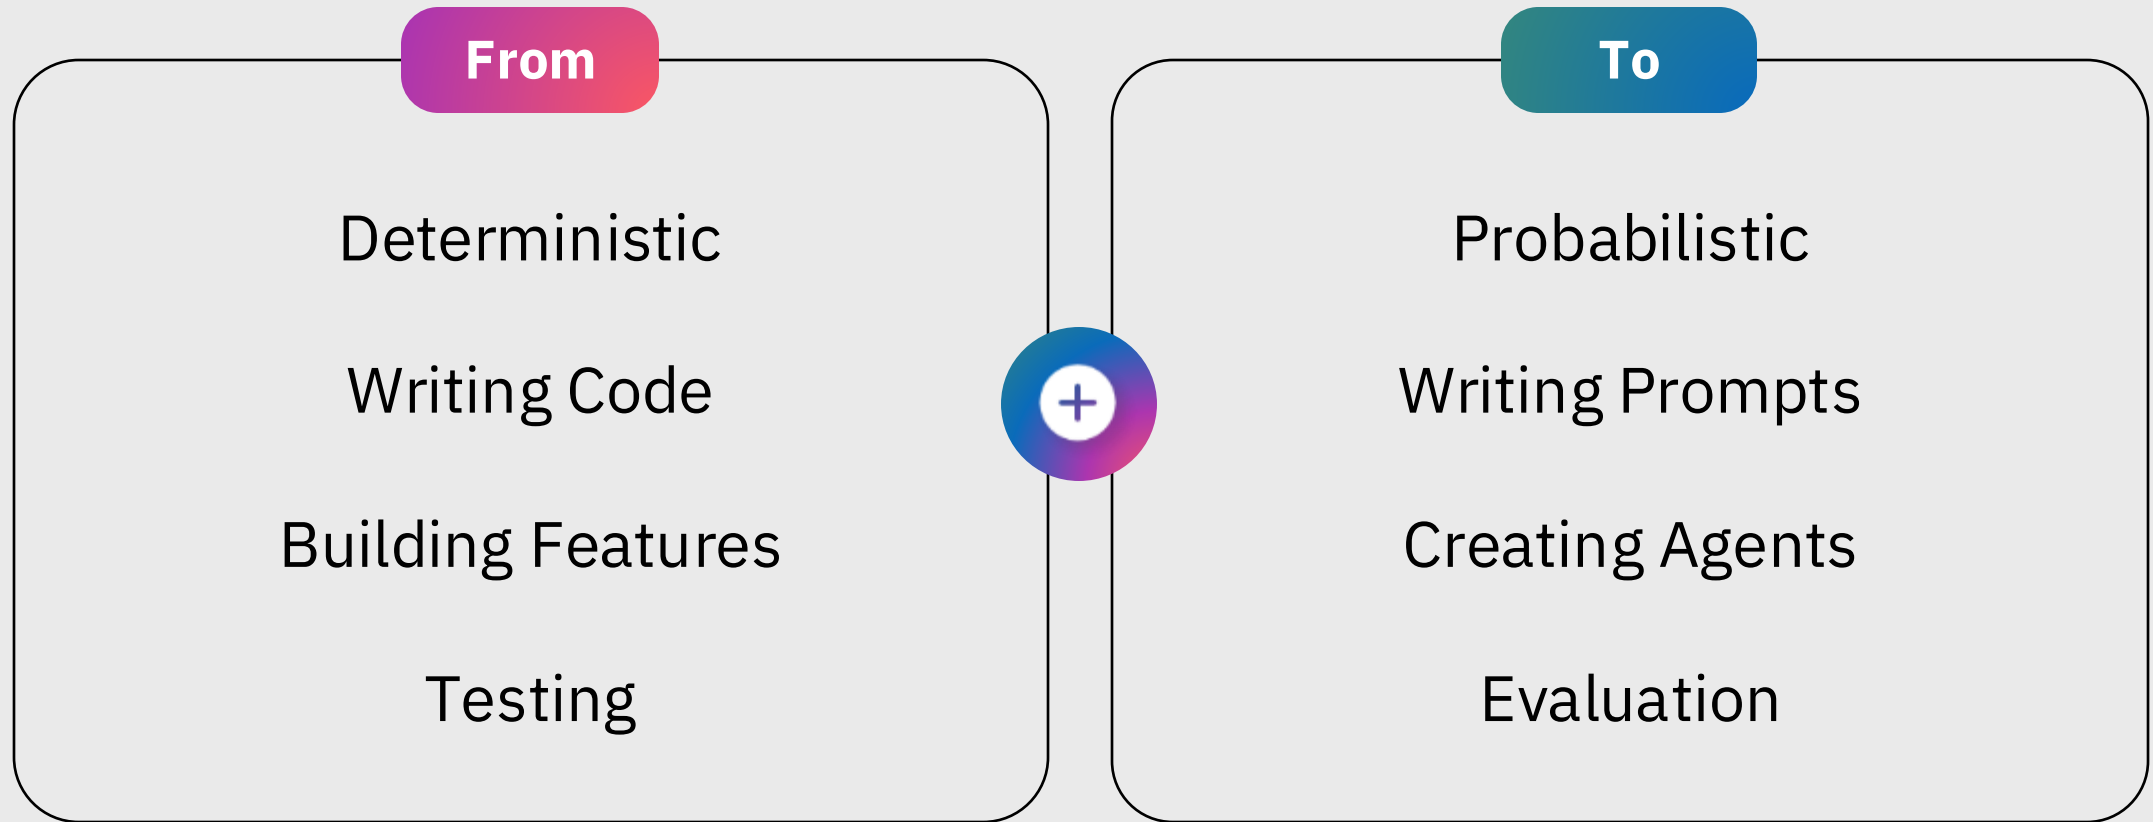 From
Deterministic
Writing Code
Building Features
Testing
+
To
Probabilistic
Writing Prompts
Creating Agents
Evaluation